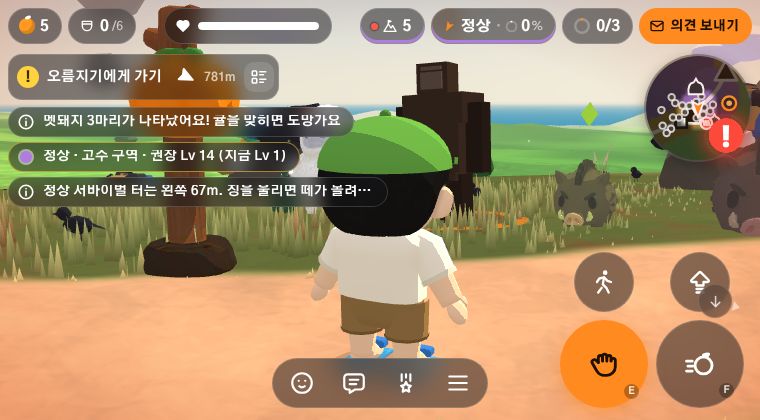 5
0/6
5
정상 · 0%
0/3
의견 보내기
! 오름지기에게 가기 781m
멧돼지 3마리가 나타났어요! 귤을 맞히면 도망가요
정상 · 고수 구역 · 권장 Lv 14 (지금 Lv 1)
정상 서바이벌 터는 왼쪽 67m. 징을 울리면 떼가 몰려…
!
E
F